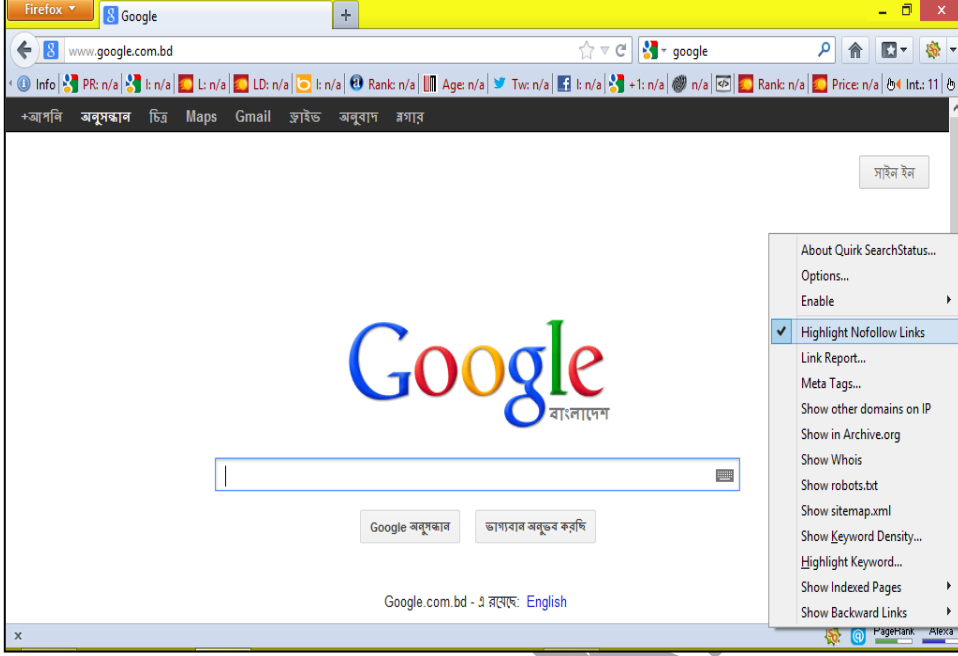 Firefox
Google
www.google.com.bd
google
Info PR: n/a I: n/a L: n/a LD: n/a I: n/a Rank: n/a Age: n/a Tw: n/a I: n/a +1: n/a n/a Rank: n/a Price: n/a Int.: 11
+আপনি অনুসন্ধান চিত্র Maps Gmail ড্রাইভ অনুবাদ ব্লগার
সাইন ইন
About Quirk SearchStatus...
Options...
Enable
Highlight Nofollow Links
Link Report...
Meta Tags...
Show other domains on IP
Show in Archive.org
Show Whois
Show robots.txt
Show sitemap.xml
Show Keyword Density...
Highlight Keyword...
Show Indexed Pages
Show Backward Links
Google
বাংলাদেশ
Google অনুসন্ধান ভাগ্যবান অনুভব করছি
Google.com.bd - এ রয়েছে: English
x
PageRank Alexa